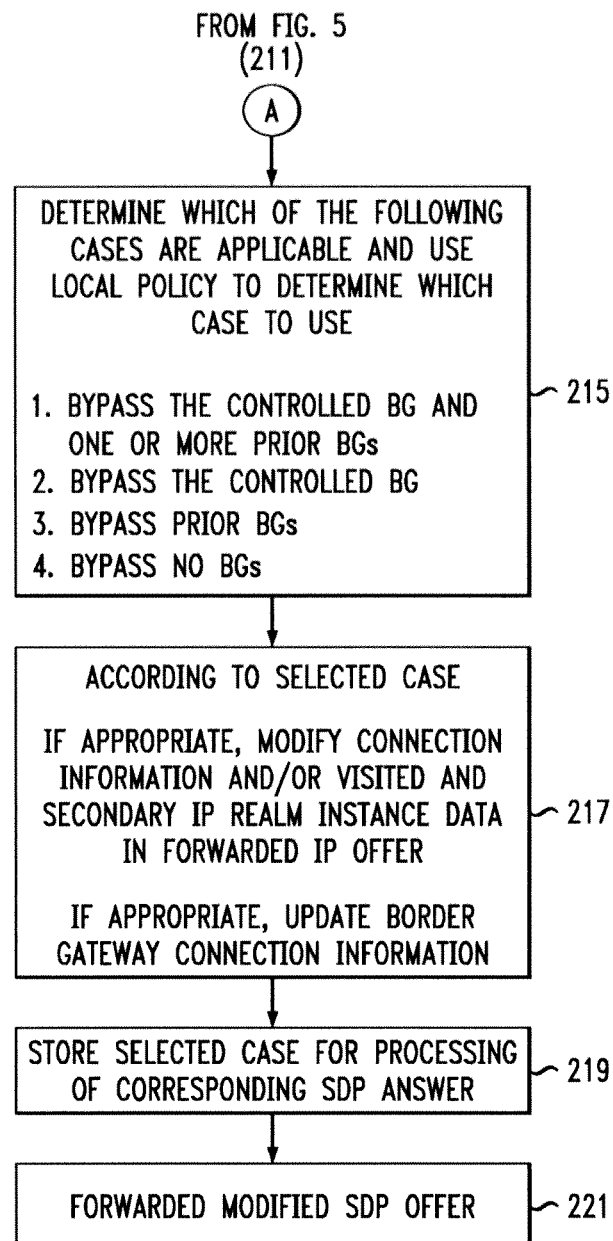 FROM FIG. 5
(211)
A
DETERMINE WHICH OF THE FOLLOWING
CASES ARE APPLICABLE AND USE
LOCAL POLICY TO DETERMINE WHICH
CASE TO USE
1. BYPASS THE CONTROLLED BG AND
ONE OR MORE PRIOR BGs
2. BYPASS THE CONTROLLED BG
3. BYPASS PRIOR BGs
4. BYPASS NO BGs
215
ACCORDING TO SELECTED CASE
IF APPROPRIATE, MODIFY CONNECTION
INFORMATION AND/OR VISITED AND
SECONDARY IP REALM INSTANCE DATA
IN FORWARDED IP OFFER
IF APPROPRIATE, UPDATE BORDER
GATEWAY CONNECTION INFORMATION
217
STORE SELECTED CASE FOR PROCESSING
OF CORRESPONDING SDP ANSWER
219
FORWARDED MODIFIED SDP OFFER
221